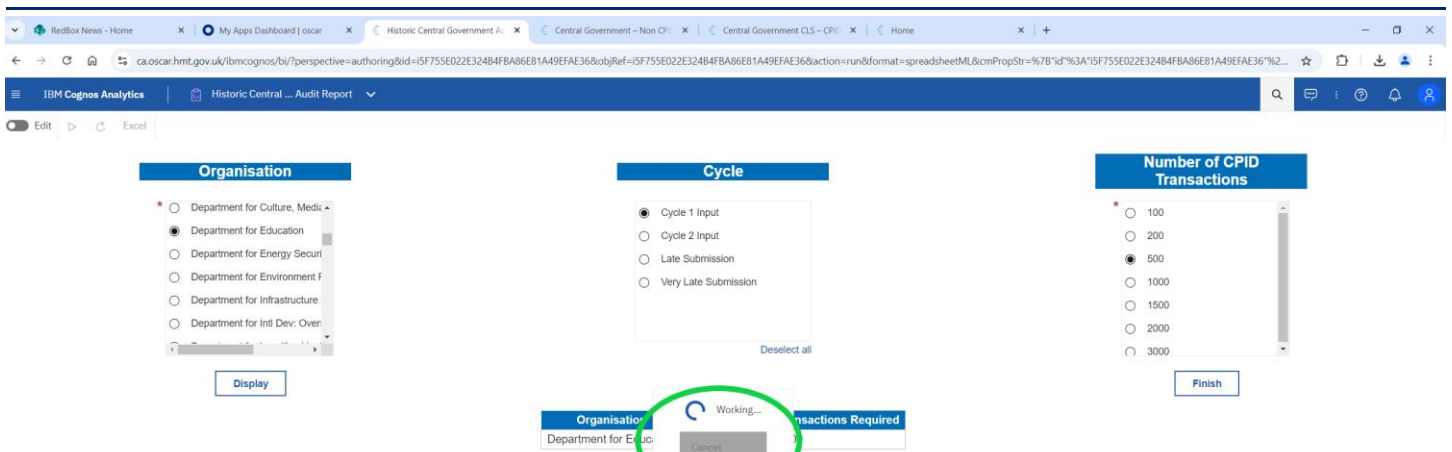 RedBox News - Home
My Apps Dashboard | oscar
Historic Central Government A
Central Government – Non CPI
Central Government CLS – CPI
Home
ca.oscar.hmt.gov.uk/ibmcognos/bi/?perspective=authoring&id=i5F755E022E324B4FBA86E81A49EFAE36&objRef=i5F755E022E324B4FBA86E81A49EFAE36&action=run&format=spreadsheetML&cmPropStr=%7B"id"%3A"i5F755E022E324B4FBA86E81A49EFAE36"%2...
IBM Cognos Analytics
Historic Central ... Audit Report
Edit
Excel
Organisation
Department for Culture, Media
Department for Education
Department for Energy Securi
Department for Environment F
Department for Infrastructure
Department for Intl Dev: Over
Display
Cycle
Cycle 1 Input
Cycle 2 Input
Late Submission
Very Late Submission
Deselect all
Number of CPID
Transactions
100
200
500
1000
1500
2000
3000
Finish
Working...
Cancel
Organisation
nsactions Required
Department for Educa